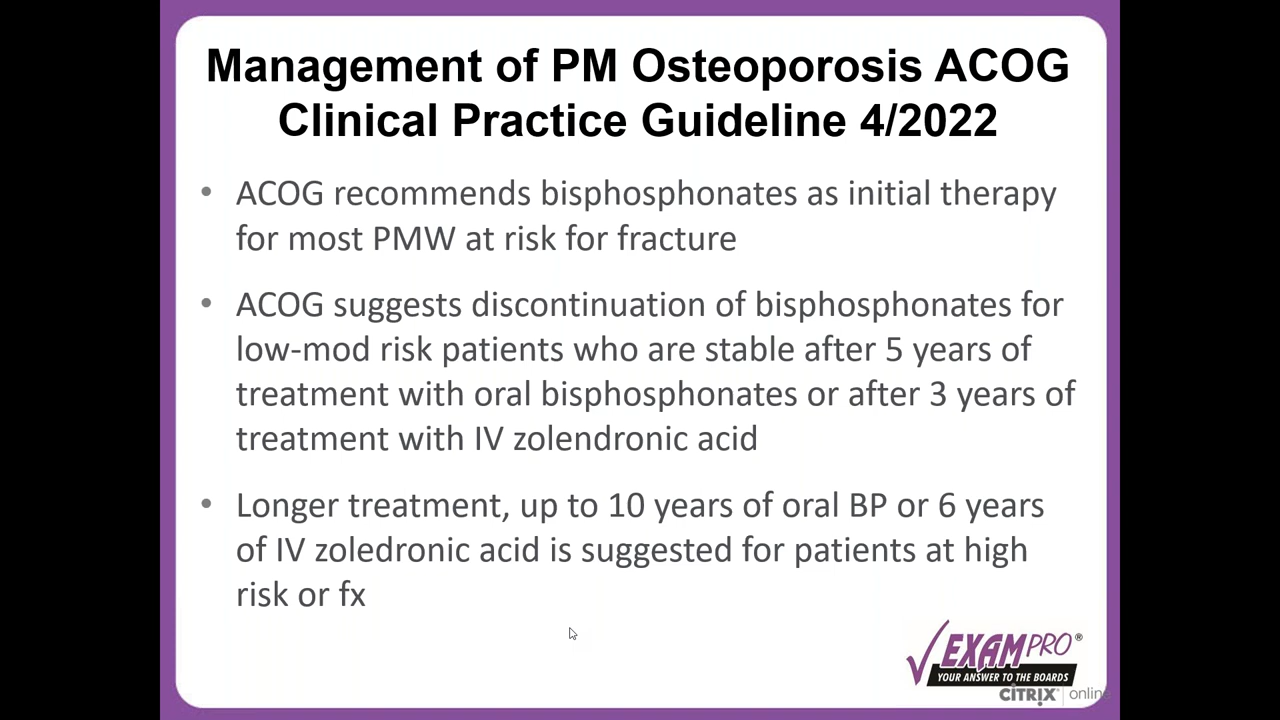 Management of PM Osteoporosis ACOG
Clinical Practice Guideline 4/2022
• ACOG recommends bisphosphonates as initial therapy
for most PMW at risk for fracture
• ACOG suggests discontinuation of bisphosphonates for
low-mod risk patients who are stable after 5 years of
treatment with oral bisphosphonates or after 3 years of
treatment with IV zolendronic acid
• Longer treatment, up to 10 years of oral BP or 6 years
of IV zoledronic acid is suggested for patients at high
risk or fx
EXAMPRO®
YOUR ANSWER TO THE BOARDS
CITRIX® | online